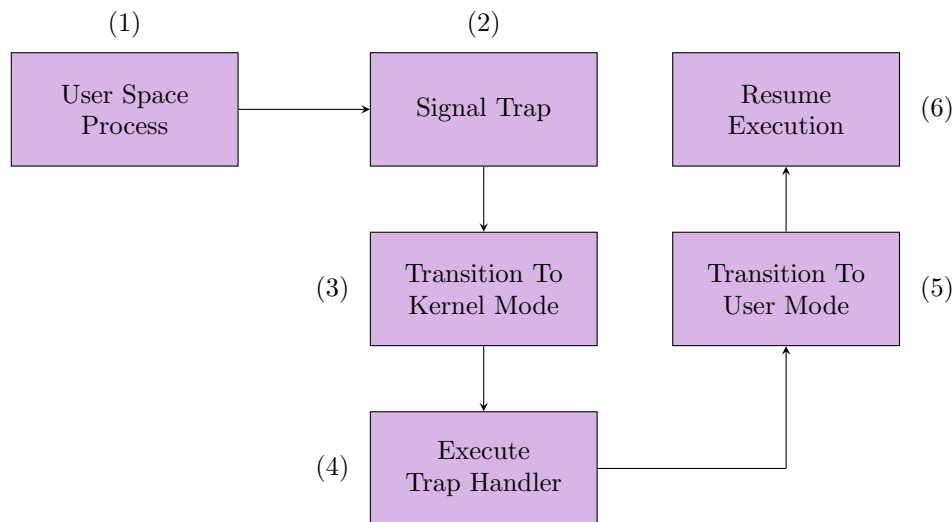 (1)
User Space
Process
(2)
Signal Trap
(3)
Transition To
Kernel Mode
(4)
Execute
Trap Handler
(5)
Transition To
User Mode
(6)
Resume
Execution